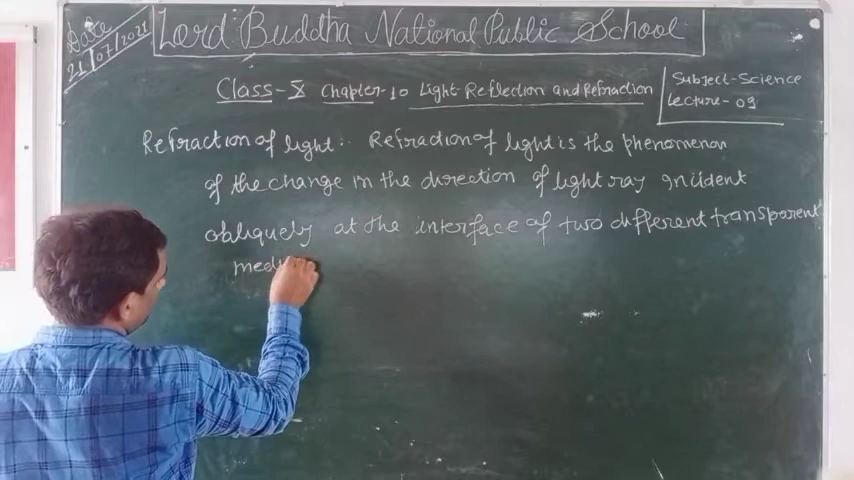 Date
21/07/2021
Lord Buddha National Public School
Class-X Chapter-10 Light-Reflection and Refraction
Subject-Science
Lecture-03
Refraction of light:- Refraction of light is the phenomenon
of the change in the direction of light ray incident
obliquely at the interface of two different transparent
med